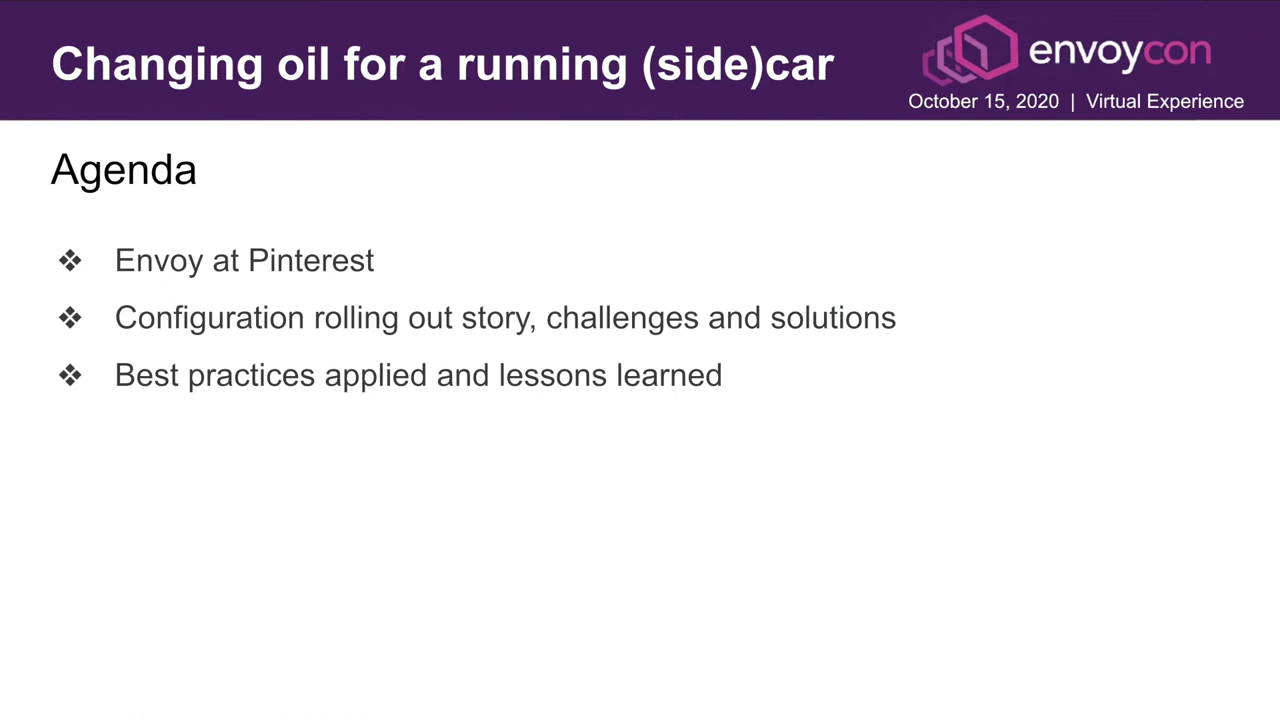 Changing oil for a running (side)car
envoycon
October 15, 2020 | Virtual Experience
Agenda
❖ Envoy at Pinterest
❖ Configuration rolling out story, challenges and solutions
❖ Best practices applied and lessons learned